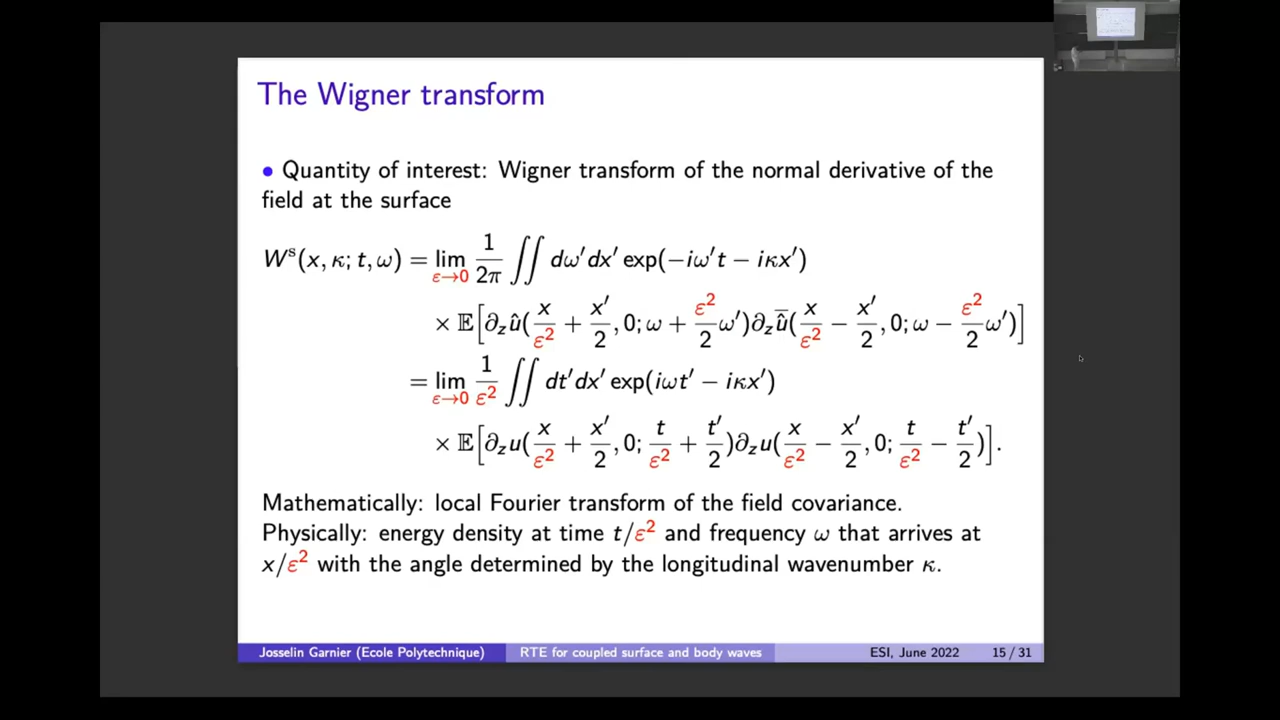 The Wigner transform
• Quantity of interest: Wigner transform of the normal derivative of the
field at the surface
Wˢ(x, κ; t, ω) = lim_{ε→0} 1/2π ∬ dω′dx′ exp(−iω′t − iκx′)
× 𝔼[∂_z û(x/ε² + x′/2, 0; ω + ε²/2 ω′)∂_z \overline{û}(x/ε² − x′/2, 0; ω − ε²/2 ω′)]
= lim_{ε→0} 1/ε² ∬ dt′dx′ exp(iωt′ − iκx′)
× 𝔼[∂_z u(x/ε² + x′/2, 0; t/ε² + t′/2)∂_z u(x/ε² − x′/2, 0; t/ε² − t′/2)].
Mathematically: local Fourier transform of the field covariance.
Physically: energy density at time t/ε² and frequency ω that arrives at
x/ε² with the angle determined by the longitudinal wavenumber κ.
Josselin Garnier (Ecole Polytechnique) RTE for coupled surface and body waves ESI, June 2022 15 / 31